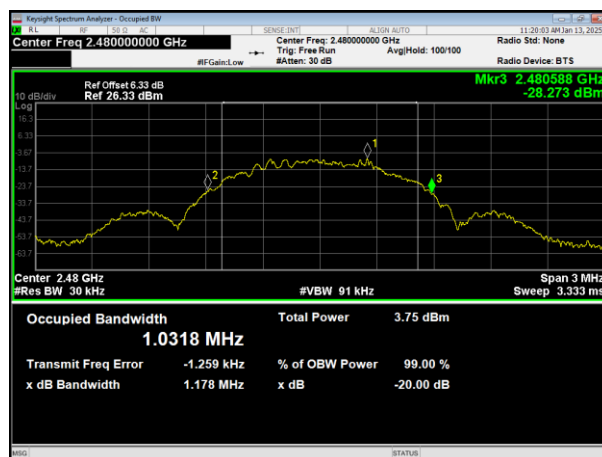 Keysight Spectrum Analyzer - Occupied BW
RL RF 50 Ω AC SENSE:INT ALIGN AUTO 11:20:03 AM Jan 13, 2025
Center Freq 2.480000000 GHz Center Freq: 2.480000000 GHz Radio Std: None
Trig: Free Run Avg|Hold: 100/100
#IFGain:Low #Atten: 30 dB Radio Device: BTS
Mkr3 2.480588 GHz
Ref Offset 6.33 dB
10 dB/div Ref 26.33 dBm -28.273 dBm
Log
16.3
6.33
-3.67
1
-13.7
2 3
-23.7
-33.7
-43.7
-53.7
-63.7
Center 2.48 GHz Span 3 MHz
#Res BW 30 kHz #VBW 91 kHz Sweep 3.333 ms
Occupied Bandwidth Total Power 3.75 dBm
1.0318 MHz
Transmit Freq Error -1.259 kHz % of OBW Power 99.00 %
x dB Bandwidth 1.178 MHz x dB -20.00 dB
MSG STATUS